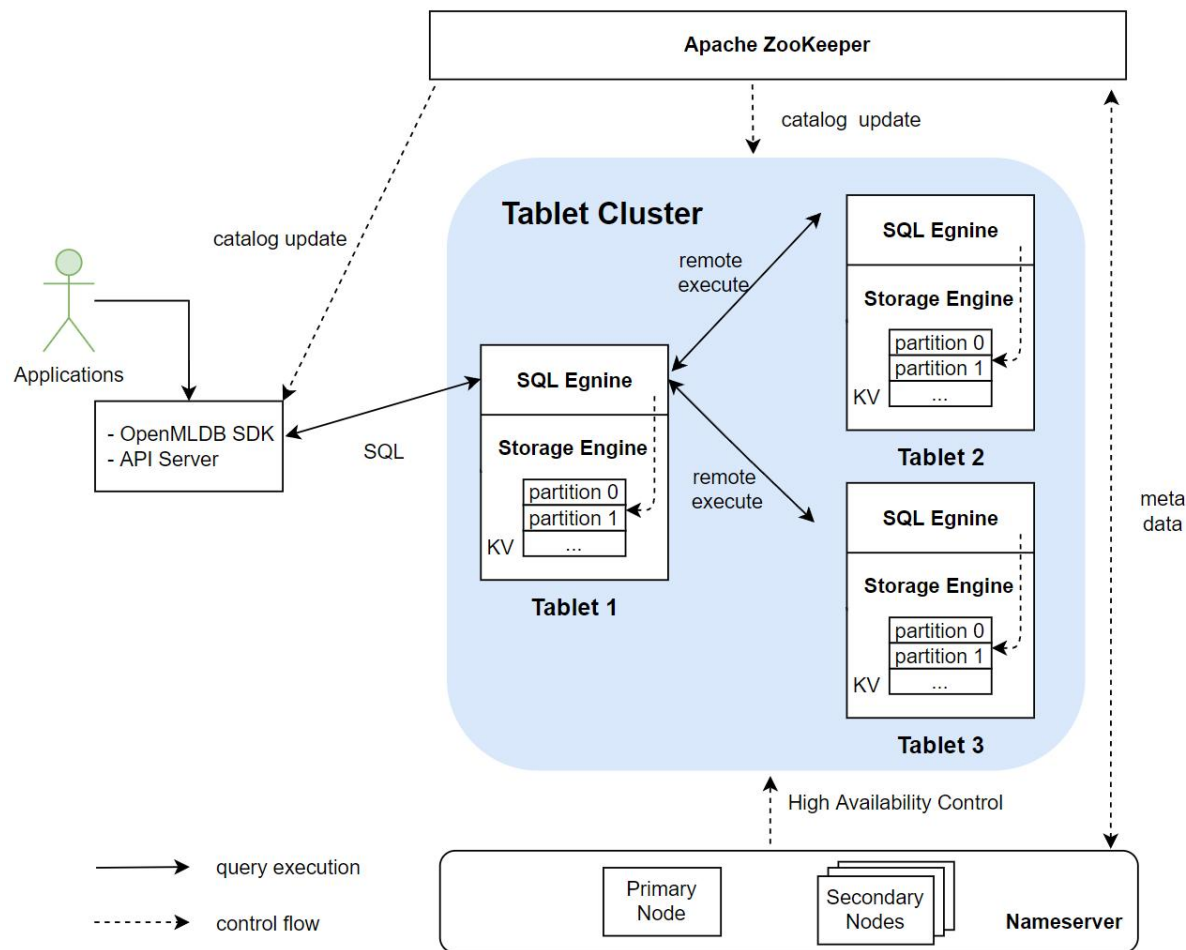 Apache ZooKeeper
catalog update
Tablet Cluster
catalog update
SQL Egnine
Storage Engine
partition 0
partition 1
KV
...
Tablet 2
remote
execute
Applications
- OpenMLDB SDK
- API Server
SQL
SQL Egnine
Storage Engine
partition 0
partition 1
KV
...
Tablet 1
remote
execute
SQL Egnine
Storage Engine
partition 0
partition 1
KV
...
Tablet 3
meta
data
High Availability Control
query execution
control flow
Primary
Node
Secondary
Nodes
Nameserver